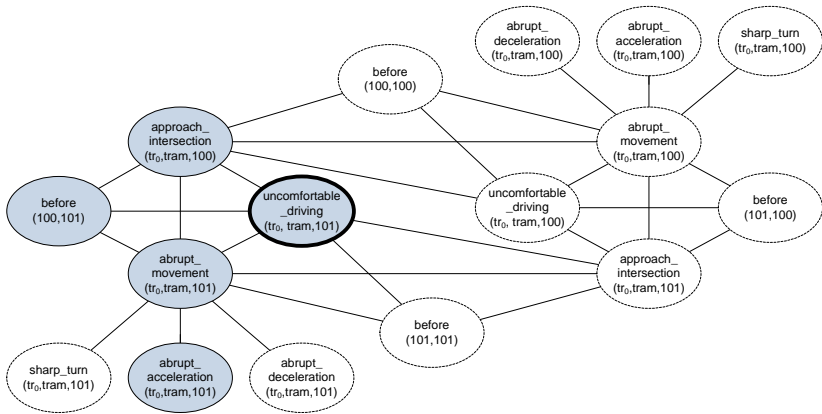 abrupt_
deceleration
(tr₀,tram,100)
abrupt_
acceleration
(tr₀,tram,100)
sharp_turn
(tr₀,tram,100)
before
(100,100)
approach_
intersection
(tr₀,tram,100)
abrupt_
movement
(tr₀,tram,100)
before
(100,101)
uncomfortable
_driving
(tr₀, tram,101)
uncomfortable
_driving
(tr₀,tram,100)
before
(101,100)
abrupt_
movement
(tr₀,tram,101)
approach_
intersection
(tr₀,tram,101)
before
(101,101)
sharp_turn
(tr₀,tram,101)
abrupt_
acceleration
(tr₀,tram,101)
abrupt_
deceleration
(tr₀,tram,101)